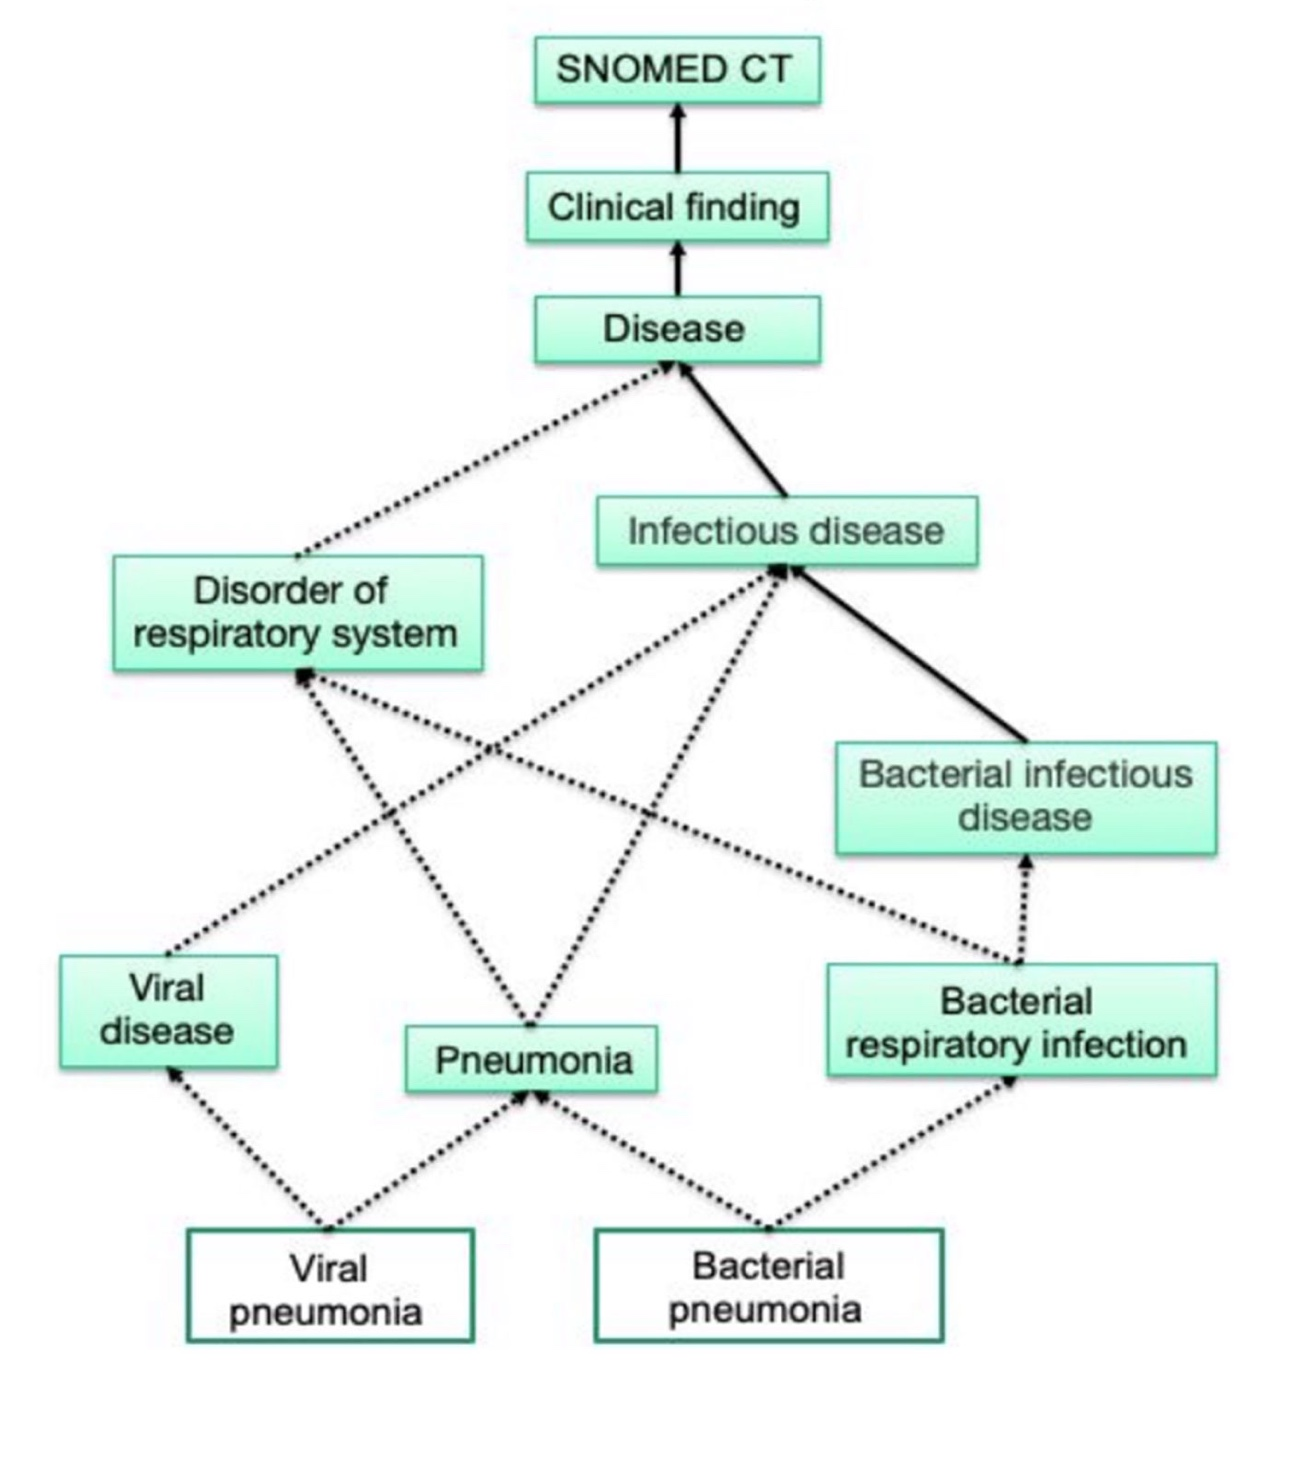 SNOMED CT
Clinical finding
Disease
Infectious disease
Disorder of
respiratory system
Bacterial infectious
disease
Viral
disease
Pneumonia
Bacterial
respiratory infection
Viral
pneumonia
Bacterial
pneumonia